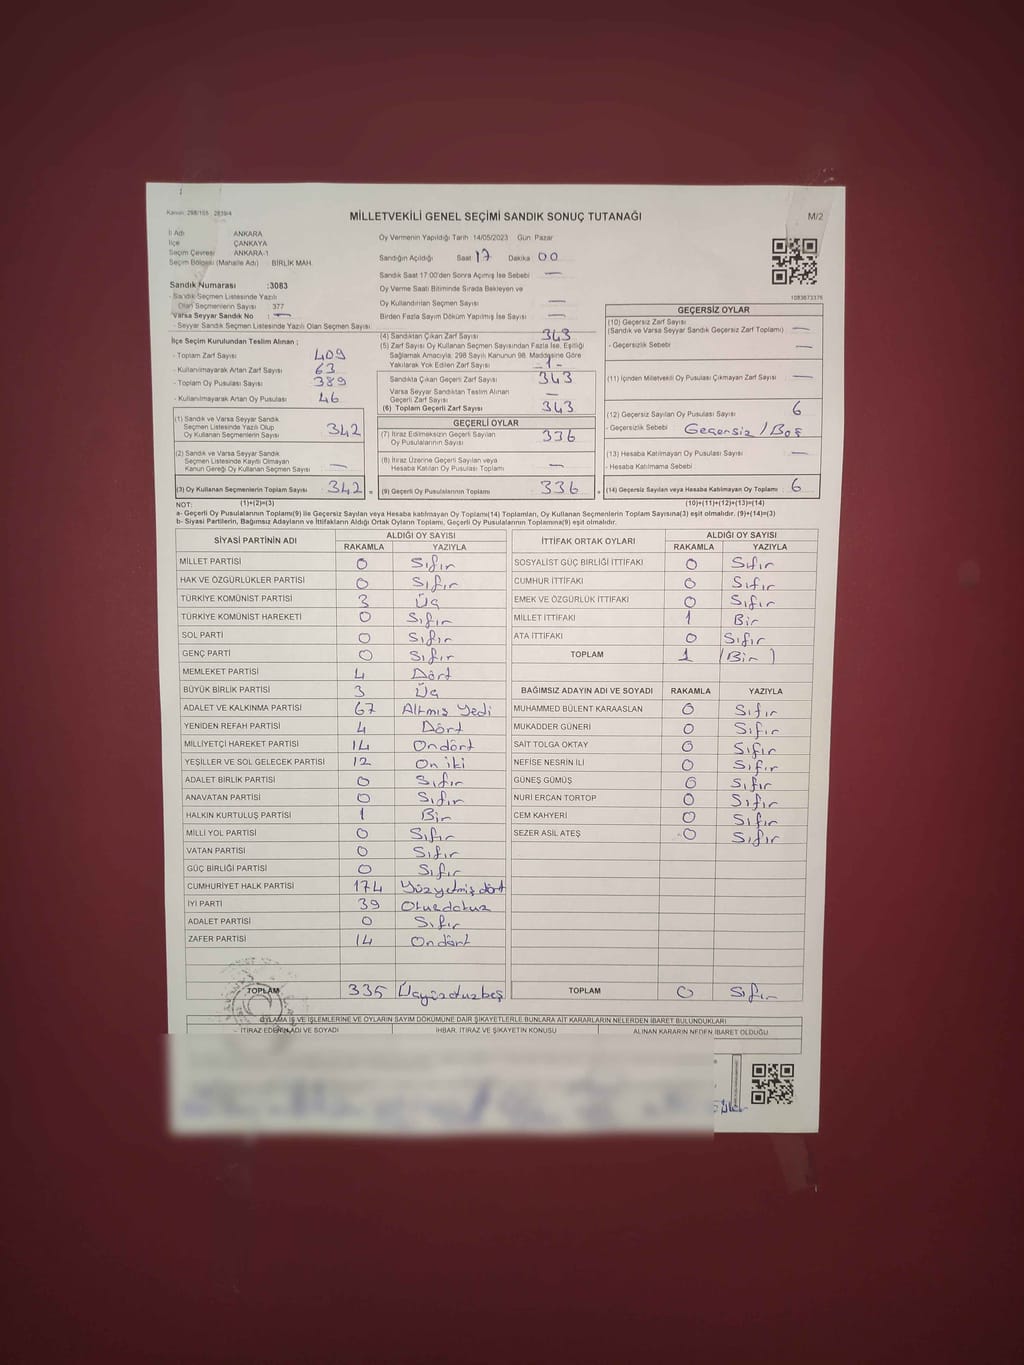 Kanun: 298/105 2839/4
MİLLETVEKİLİ GENEL SEÇİMİ SANDIK SONUÇ TUTANAĞI
M/2
İl Adı ANKARA
İlçe ÇANKAYA
Seçim Çevresi ANKARA-1
Seçim Bölgesi (Mahalle Adı) BİRLİK MAH.
Oy Vermenin Yapıldığı Tarih 14/05/2023 Gün Pazar
Sandığın Açıldığı Saat 17 Dakika 00
Sandık Saat 17:00'den Sonra Açılmış İse Sebebi —
Oy Verme Saati Bitiminde Sırada Bekleyen ve
Oy Kullandırılan Seçmen Sayısı —
Birden Fazla Sayım Döküm Yapılmış İse Sayısı —
1083673376
Sandık Numarası :3083
- Sandık Seçmen Listesinde Yazılı
Olan Seçmenlerin Sayısı 377
Varsa Seyyar Sandık No : —
- Seyyar Sandık Seçmen Listesinde Yazılı Olan Seçmen Sayısı
İlçe Seçim Kurulundan Teslim Alınan ;
- Toplam Zarf Sayısı 409
- Kullanılmayarak Artan Zarf Sayısı 63
- Toplam Oy Pusulası Sayısı 389
- Kullanılmayarak Artan Oy Pusulası 46
(1) Sandık ve Varsa Seyyar Sandık
Seçmen Listesinde Yazılı Olup
Oy Kullanan Seçmenlerin Sayısı 342
(2) Sandık ve Varsa Seyyar Sandık
Seçmen Listesinde Kayıtlı Olmayan
Kanun Gereği Oy Kullanan Seçmen Sayısı —
(3) Oy Kullanan Seçmenlerin Toplam Sayısı 342 =
(4) Sandıktan Çıkan Zarf Sayısı 343
(5) Zarf Sayısı Oy Kullanan Seçmen Sayısından Fazla İse, Eşitliği
Sağlamak Amacıyla, 298 Sayılı Kanunun 98. Maddesine Göre
Yakılarak Yok Edilen Zarf Sayısı -1-
Sandıkta Çıkan Geçerli Zarf Sayısı 343
Varsa Seyyar Sandıktan Teslim Alınan
Geçerli Zarf Sayısı —
(6) Toplam Geçerli Zarf Sayısı 343
GEÇERLİ OYLAR
(7) İtiraz Edilmeksizin Geçerli Sayılan
Oy Pusulalarının Sayısı 336
(8) İtiraz Üzerine Geçerli Sayılan veya
Hesaba Katılan Oy Pusulası Toplamı —
(9) Geçerli Oy Pusulalarının Toplamı 336 +
GEÇERSİZ OYLAR
(10) Geçersiz Zarf Sayısı
(Sandık ve Varsa Seyyar Sandık Geçersiz Zarf Toplamı) —
- Geçersizlik Sebebi —
(11) İçinden Milletvekili Oy Pusulası Çıkmayan Zarf Sayısı —
(12) Geçersiz Sayılan Oy Pusulası Sayısı 6
- Geçersizlik Sebebi Geçersiz / Boş
(13) Hesaba Katılmayan Oy Pusulası Sayısı —
- Hesaba Katılmama Sebebi
(14) Geçersiz Sayılan veya Hesaba Katılmayan Oy Toplamı 6
NOT: (1)+(2)=(3) (10)+(11)+(12)+(13)=(14)
a- Geçerli Oy Pusulalarının Toplamı(9) ile Geçersiz Sayılan veya Hesaba katılmayan Oy Toplamı(14) Toplamları, Oy Kullanan Seçmenlerin Toplam Sayısına(3) eşit olmalıdır. (9)+(14)=(3)
b- Siyasi Partilerin, Bağımsız Adayların ve İttifakların Aldığı Ortak Oyların Toplamı, Geçerli Oy Pusulalarının Toplamına(9) eşit olmalıdır.
SİYASİ PARTİNİN ADI ALDIĞI OY SAYISI
RAKAMLA YAZIYLA
MİLLET PARTİSİ 0 Sıfır
HAK VE ÖZGÜRLÜKLER PARTİSİ 0 Sıfır
TÜRKİYE KOMÜNİST PARTİSİ 3 Üç
TÜRKİYE KOMÜNİST HAREKETİ 0 Sıfır
SOL PARTİ 0 Sıfır
GENÇ PARTİ 0 Sıfır
MEMLEKET PARTİSİ 4 Dört
BÜYÜK BİRLİK PARTİSİ 3 Üç
ADALET VE KALKINMA PARTİSİ 67 Altmış Yedi
YENİDEN REFAH PARTİSİ 4 Dört
MİLLİYETÇİ HAREKET PARTİSİ 14 Ondört
YEŞİLLER VE SOL GELECEK PARTİSİ 12 On iki
ADALET BİRLİK PARTİSİ 0 Sıfır
ANAVATAN PARTİSİ 0 Sıfır
HALKIN KURTULUŞ PARTİSİ 1 Bir
MİLLİ YOL PARTİSİ 0 Sıfır
VATAN PARTİSİ 0 Sıfır
GÜÇ BİRLİĞİ PARTİSİ 0 Sıfır
CUMHURİYET HALK PARTİSİ 174 Yüzyetmiş dört
İYİ PARTİ 39 Otuzdokuz
ADALET PARTİSİ 0 Sıfır
ZAFER PARTİSİ 14 Ondört
TOPLAM 335 Üçyüzotuzbeş
İTTİFAK ORTAK OYLARI ALDIĞI OY SAYISI
RAKAMLA YAZIYLA
SOSYALİST GÜÇ BİRLİĞİ İTTİFAKI 0 Sıfır
CUMHUR İTTİFAKI 0 Sıfır
EMEK VE ÖZGÜRLÜK İTTİFAKI 0 Sıfır
MİLLET İTTİFAKI 1 Bir
ATA İTTİFAKI 0 Sıfır
TOPLAM 1 (Bir)
BAĞIMSIZ ADAYIN ADI VE SOYADI RAKAMLA YAZIYLA
MUHAMMED BÜLENT KARAASLAN 0 Sıfır
MUKADDER GÜNERİ 0 Sıfır
SAİT TOLGA OKTAY 0 Sıfır
NEFİSE NESRİN İLİ 0 Sıfır
GÜNEŞ GÜMÜŞ 0 Sıfır
NURİ ERCAN TORTOP 0 Sıfır
CEM KAHYERİ 0 Sıfır
SEZER ASİL ATEŞ 0 Sıfır
TOPLAM 0 Sıfır
OYLAMA İŞ VE İŞLEMLERİNE VE OYLARIN SAYIM DÖKÜMÜNE DAİR ŞİKAYETLERLE BUNLARA AİT KARARLARIN NELERDEN İBARET BULUNDUKLARI
İTİRAZ EDENİN ADI VE SOYADI İHBAR, İTİRAZ VE ŞİKAYETİN KONUSU ALINAN KARARIN NEDEN İBARET OLDUĞU